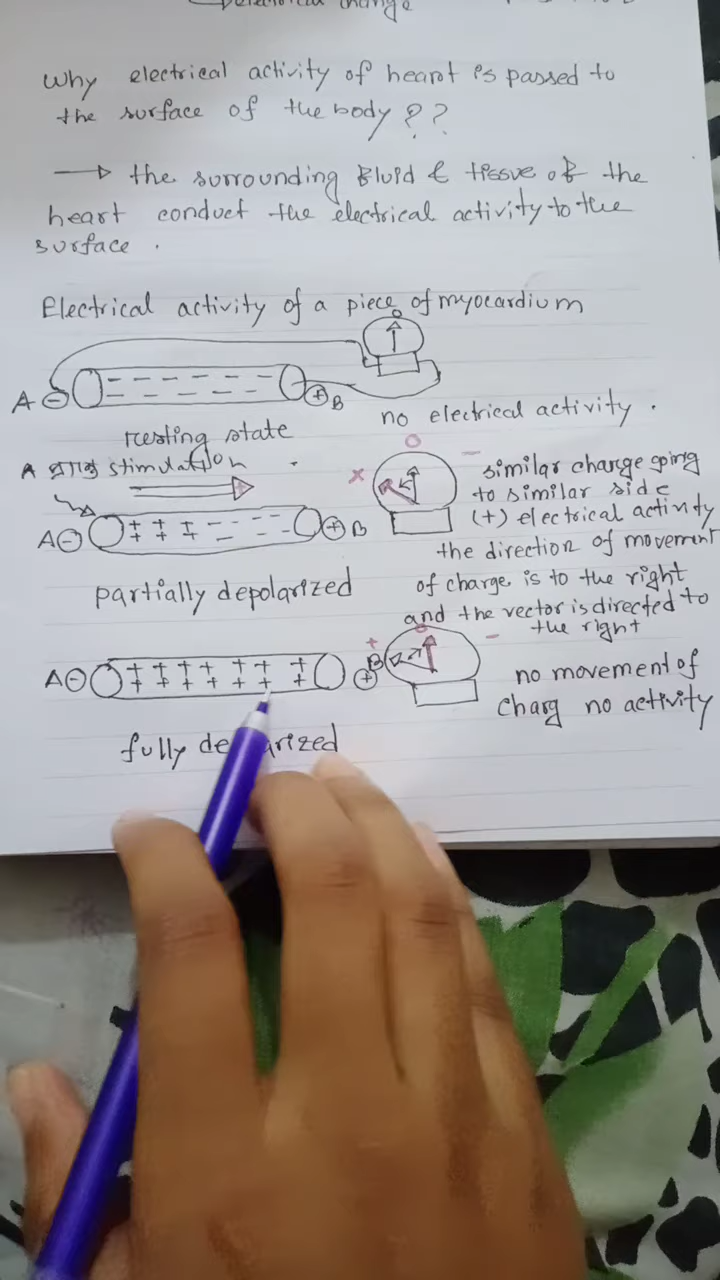 Why electrical activity of heart is passed to
the surface of the body ??
→ the surrounding fluid & tissue of the
heart conduct the electrical activity to the
surface .
Electrical activity of a piece of myocardium
O
A - + B
no electrical activity .
resting state
A প্রান্তে stimulation
+ O -
similar charge going
to similar side
(+) electrical activity
A - + + + + + + B
the direction of movement
of charge is to the right
and the vector is directed to
the right
partially depolarized
+ O -
A - + + + + + + + + + + + + + + + B
no movement of
charg no activity
fully depolarized